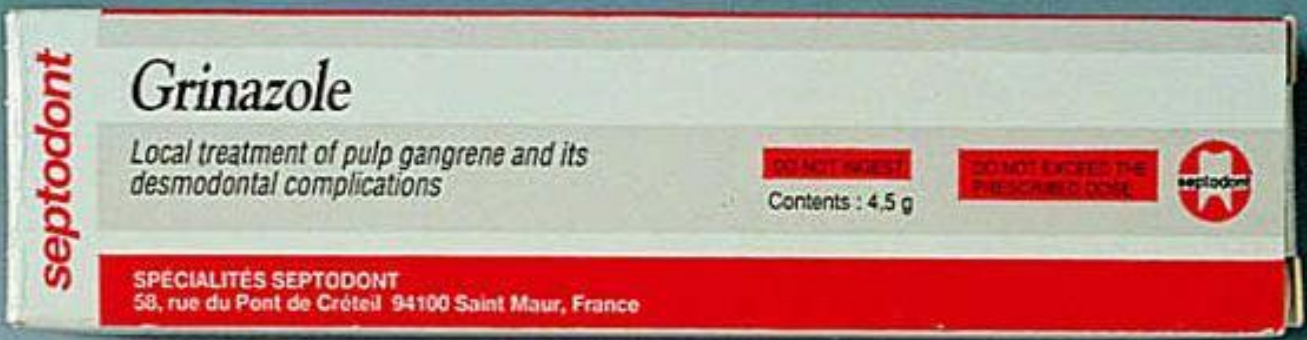 septodont
Grinazole
Local treatment of pulp gangrene and its
desmodontal complications
DO NOT INGEST
Contents : 4,5 g
DO NOT EXCEED THE
PRESCRIBED DOSE
septodont
SPÉCIALITÉS SEPTODONT
58, rue du Pont de Créteil 94100 Saint Maur, France